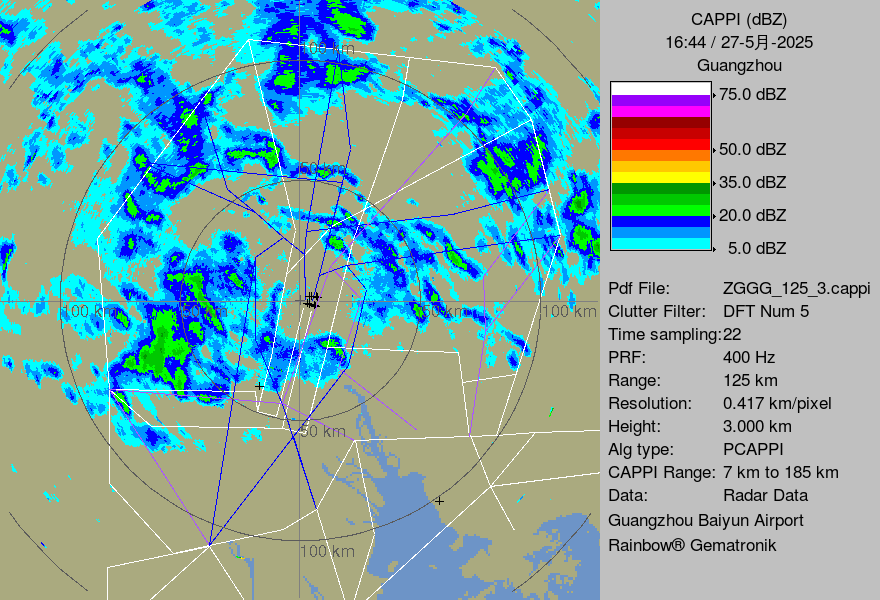 CAPPI (dBZ)
16:44 / 27-5月-2025
Guangzhou
75.0 dBZ
50.0 dBZ
35.0 dBZ
20.0 dBZ
5.0 dBZ
Pdf File: ZGGG_125_3.cappi
Clutter Filter: DFT Num 5
Time sampling:22
PRF: 400 Hz
Range: 125 km
Resolution: 0.417 km/pixel
Height: 3.000 km
Alg type: PCAPPI
CAPPI Range: 7 km to 185 km
Data: Radar Data
Guangzhou Baiyun Airport
Rainbow® Gematronik
100 km
50 km
100 km
50 km
50 km
100 km
50 km
100 km